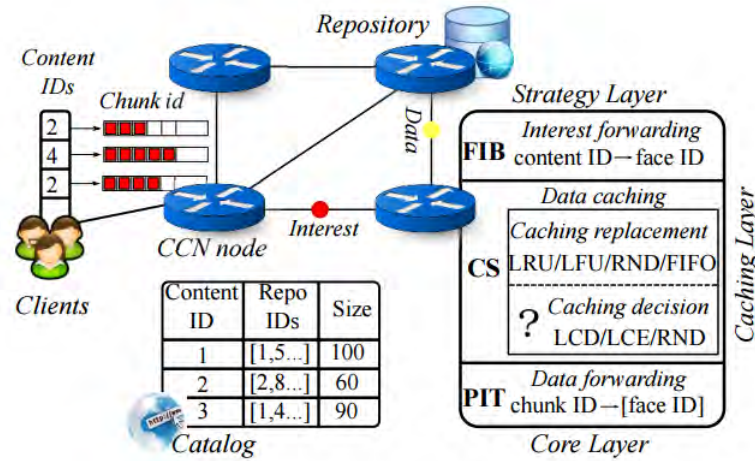 Repository
Content
IDs
Chunk id
2
4
2
Clients
CCN node
Interest
Data
Strategy Layer
FIB
Interest forwarding
content ID→face ID
CS
Data caching
Caching replacement
LRU/LFU/RND/FIFO
? Caching decision
LCD/LCE/RND
Caching Layer
PIT
Data forwarding
chunk ID→[face ID]
Core Layer
Content ID Repo IDs Size
1 [1,5...] 100
2 [2,8...] 60
3 [1,4...] 90
Catalog